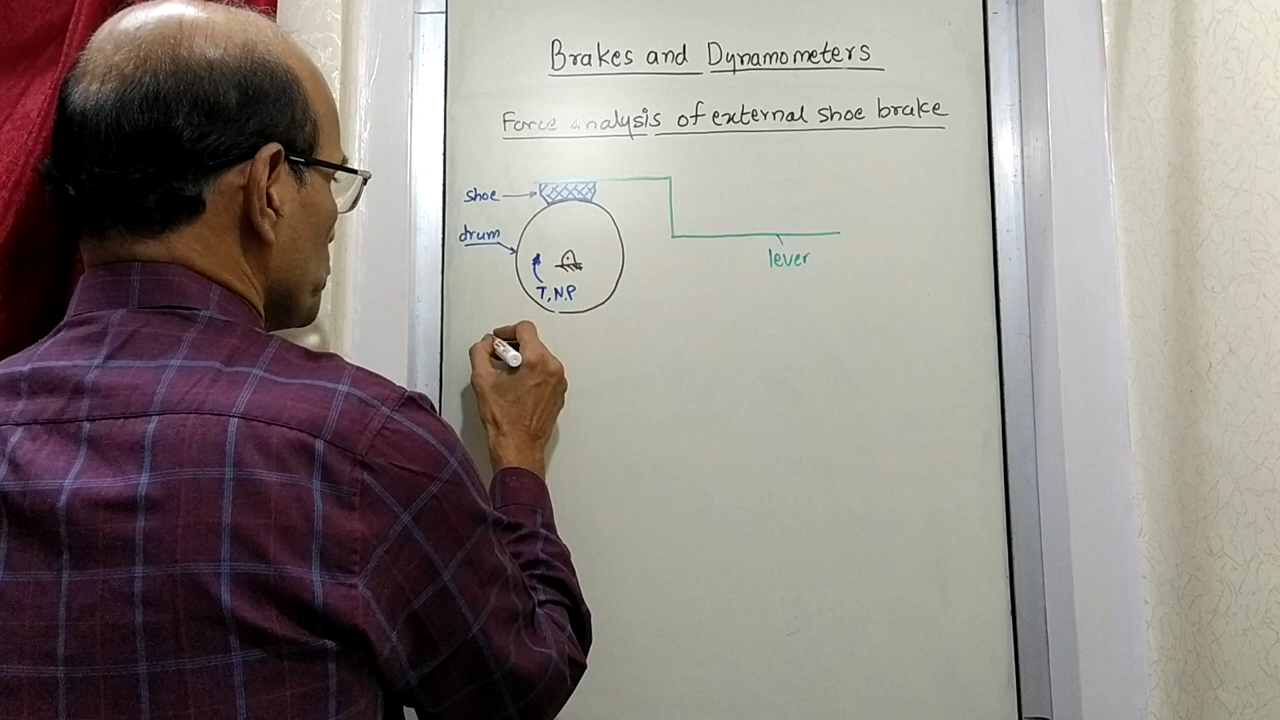 Brakes and Dynamometers
Force analysis of external shoe brake
shoe
drum
T, N, P
lever